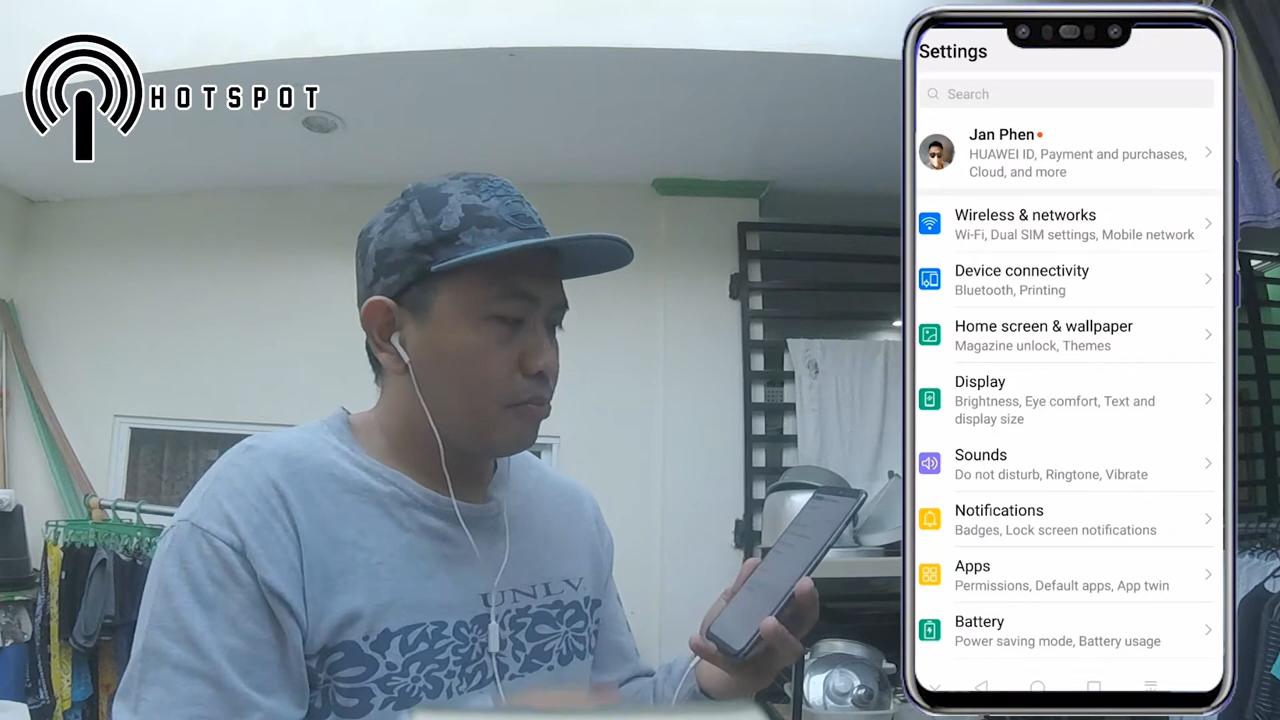 HOTSPOT
Settings
Search
Jan Phen
HUAWEI ID, Payment and purchases,
Cloud, and more
Wireless & networks
Wi-Fi, Dual SIM settings, Mobile network
Device connectivity
Bluetooth, Printing
Home screen & wallpaper
Magazine unlock, Themes
Display
Brightness, Eye comfort, Text and
display size
Sounds
Do not disturb, Ringtone, Vibrate
Notifications
Badges, Lock screen notifications
Apps
Permissions, Default apps, App twin
Battery
Power saving mode, Battery usage
UNLV